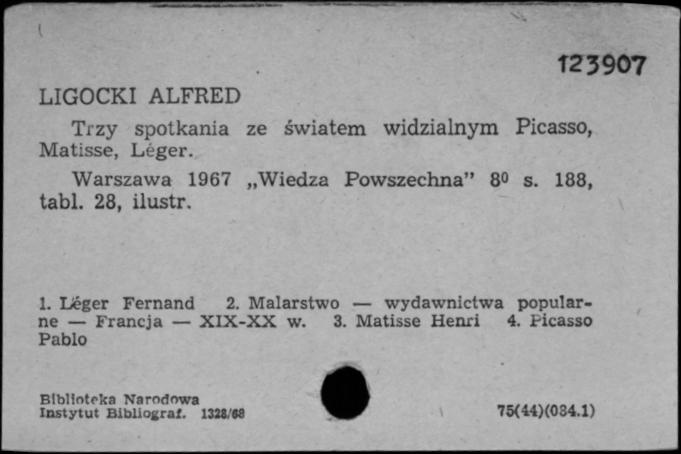 123907
LIGOCKI ALFRED
Trzy spotkania ze światem widzialnym Picasso,
Matisse, Léger.
Warszawa 1967 „Wiedza Powszechna” 8⁰ s. 188,
tabl. 28, ilustr.
1. Léger Fernand 2. Malarstwo — wydawnictwa popular-
ne — Francja — XIX-XX w. 3. Matisse Henri 4. Picasso
Pablo
Biblioteka Narodowa
Instytut Bibliograf. 1328/68
75(44)(084.1)